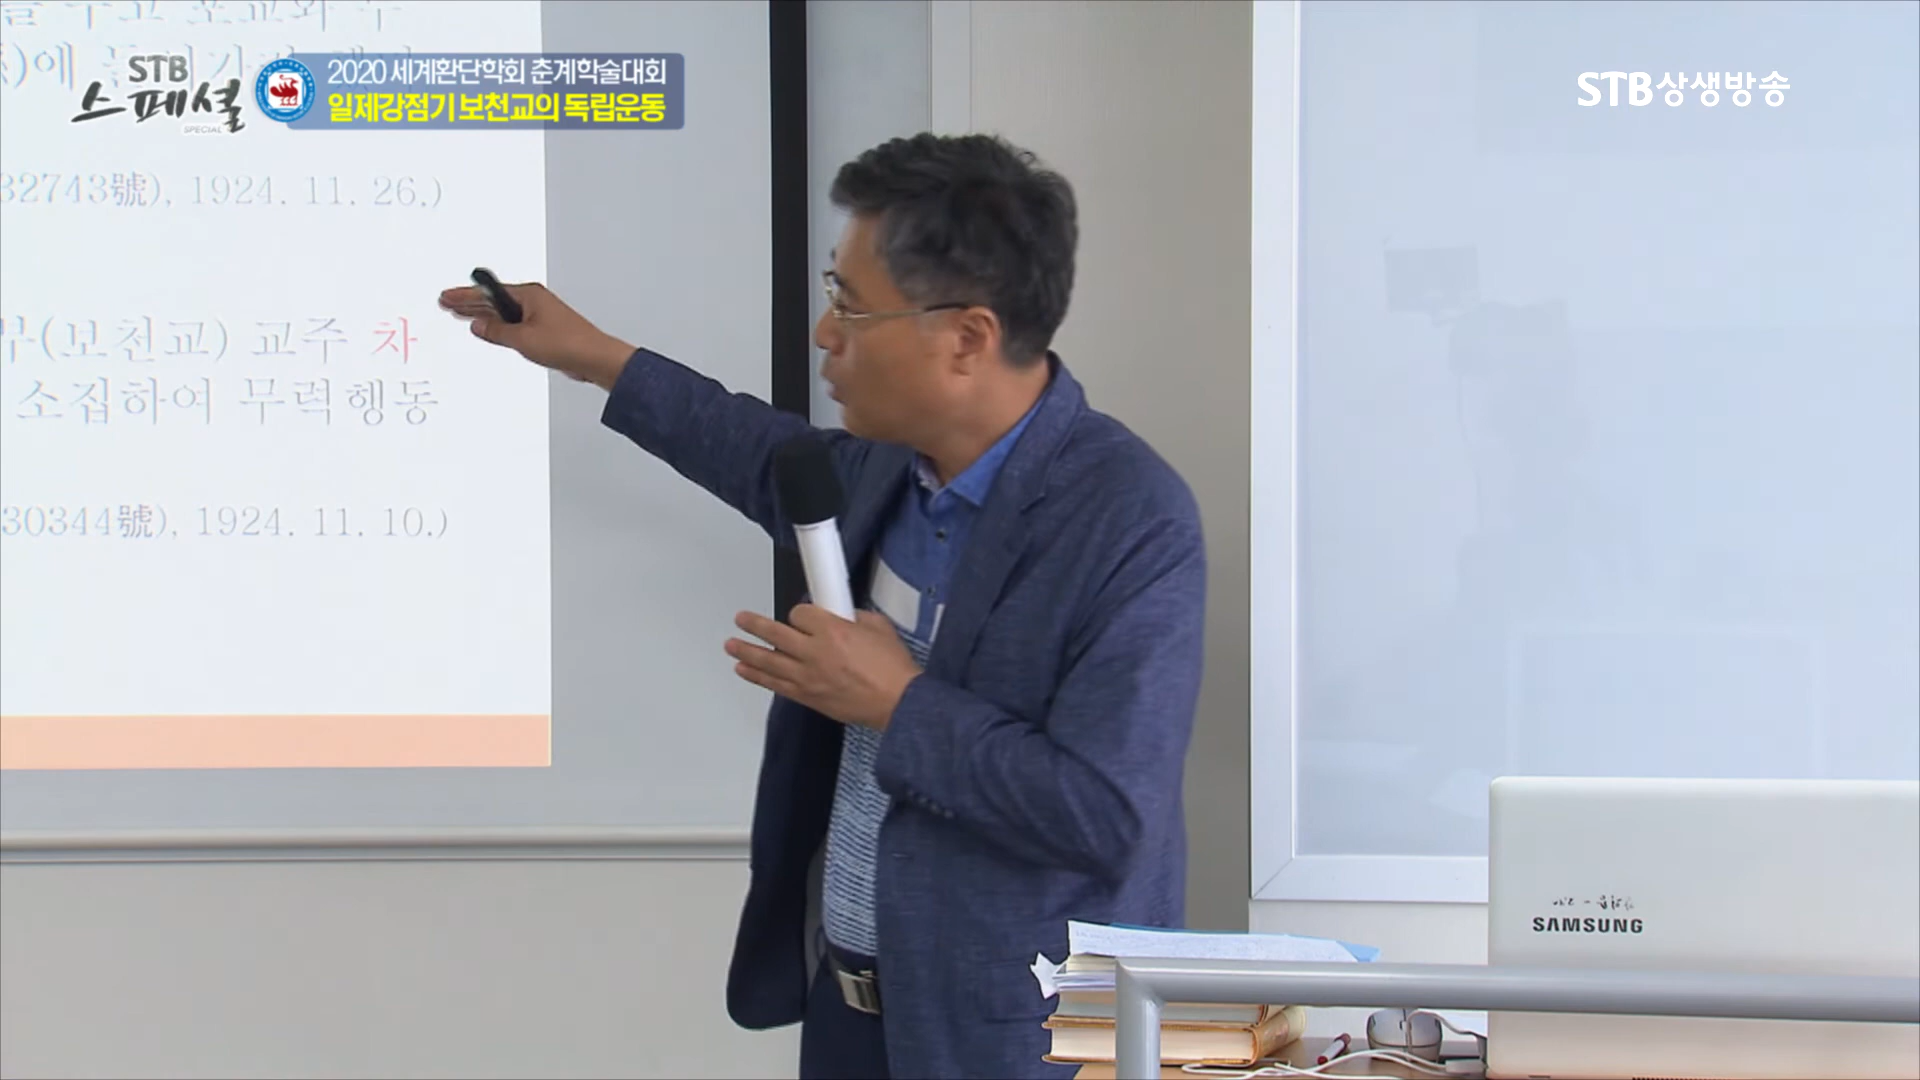 STB
스페셜
SPECIAL
2020 세계환단학회 춘계학술대회
일제강점기 보천교의 독립운동
STB상생방송
32743號), 1924. 11. 26.)
부(보천교) 교주 차
소집하여 무력행동
30344號), 1924. 11. 10.)
SAMSUNG